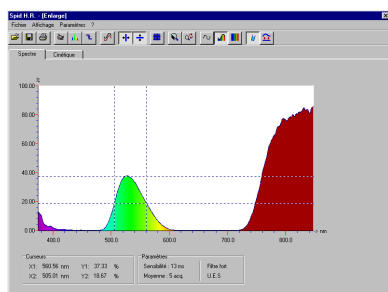 Spid H.R. - [Enlarge]
Fichier Affichage Paramètres ?
Spectre Cinétique
%
100.00
80.00
60.00
40.00
20.00
0.00
400.0 500.0 600.0 700.0 800.0 nm
Curseurs
X1: 560.56 nm Y1: 37.33 %
X2: 505.01 nm Y2: 18.67 %
Paramètres
Sensibilité : 13 ms Filtre fort
Moyenne : 5 acq. U.E.S